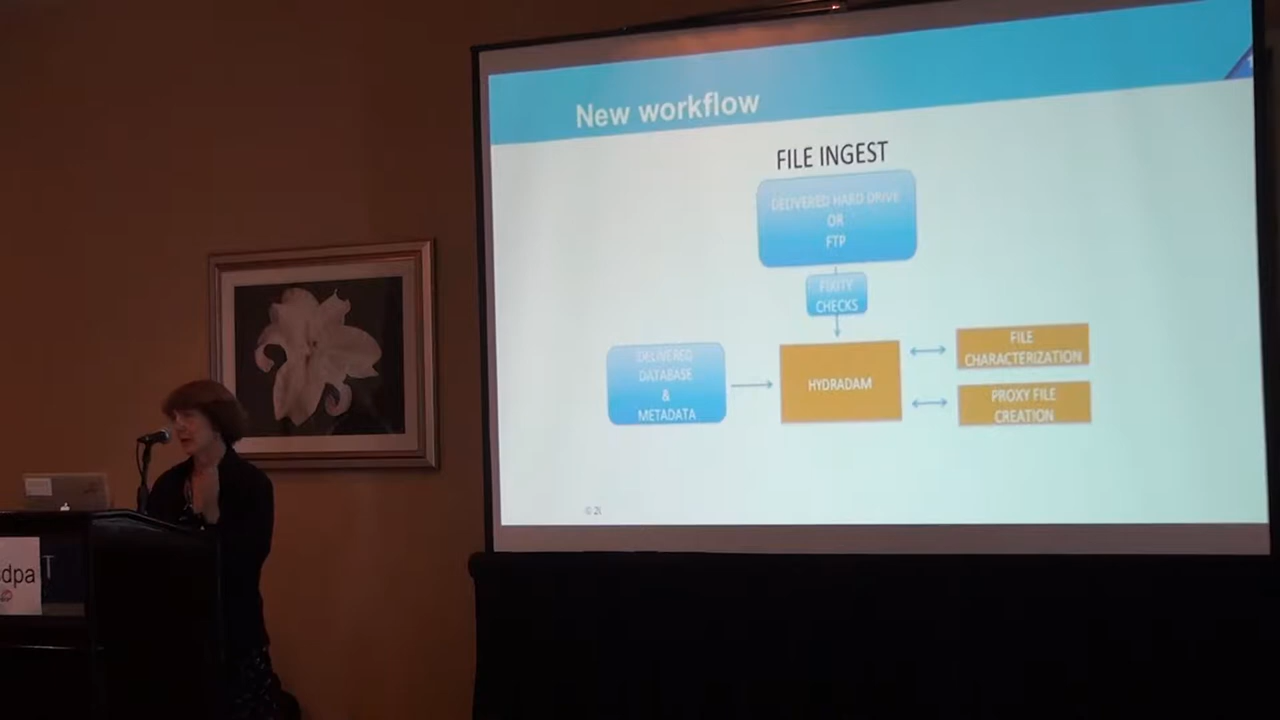 New workflow
FILE INGEST
DELIVERED HARD DRIVE
OR
FTP
FIXITY
CHECKS
DELIVERED
DATABASE
&
METADATA
HYDRADAM
FILE
CHARACTERIZATION
PROXY FILE
CREATION
© 2
dpa
T